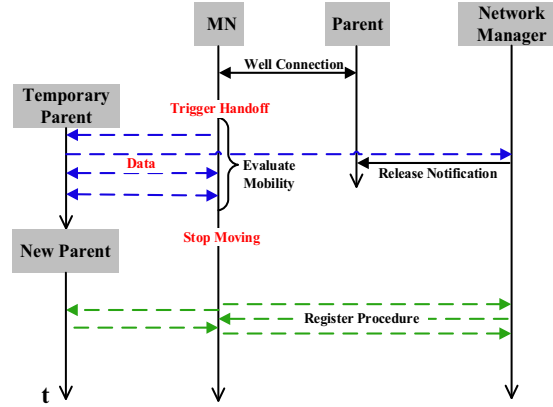 MN
Parent
Network
Manager
Well Connection
Temporary
Parent
Trigger Handoff
Data
Evaluate
Mobility
Release Notification
Stop Moving
New Parent
Register Procedure
t